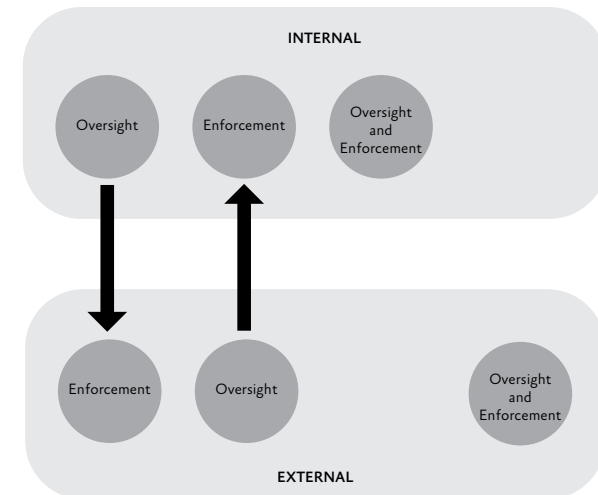 INTERNAL
Oversight
Enforcement
Oversight
and
Enforcement
Enforcement
Oversight
Oversight
and
Enforcement
EXTERNAL